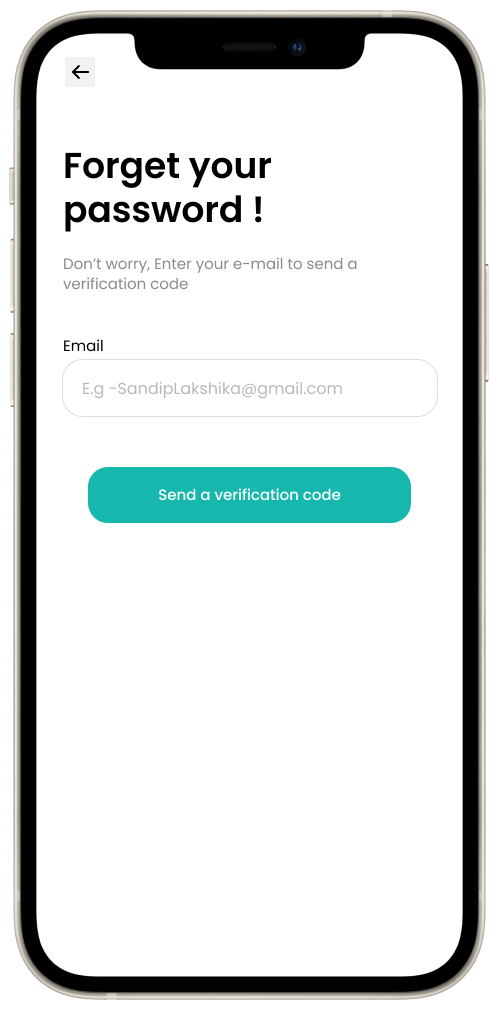 Forget your
password !
Don’t worry, Enter your e-mail to send a
verification code
Email
E.g -SandipLakshika@gmail.com
Send a verification code